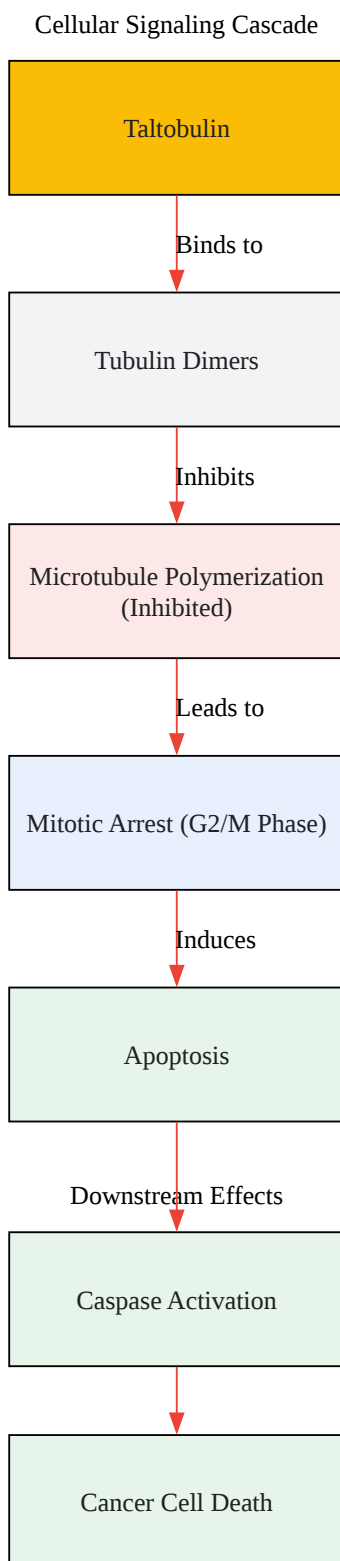 Cellular Signaling Cascade
Taltobulin
Binds to
Tubulin Dimers
Inhibits
Microtubule Polymerization
(Inhibited)
Leads to
Mitotic Arrest (G2/M Phase)
Induces
Apoptosis
Downstream Effects
Caspase Activation
Cancer Cell Death